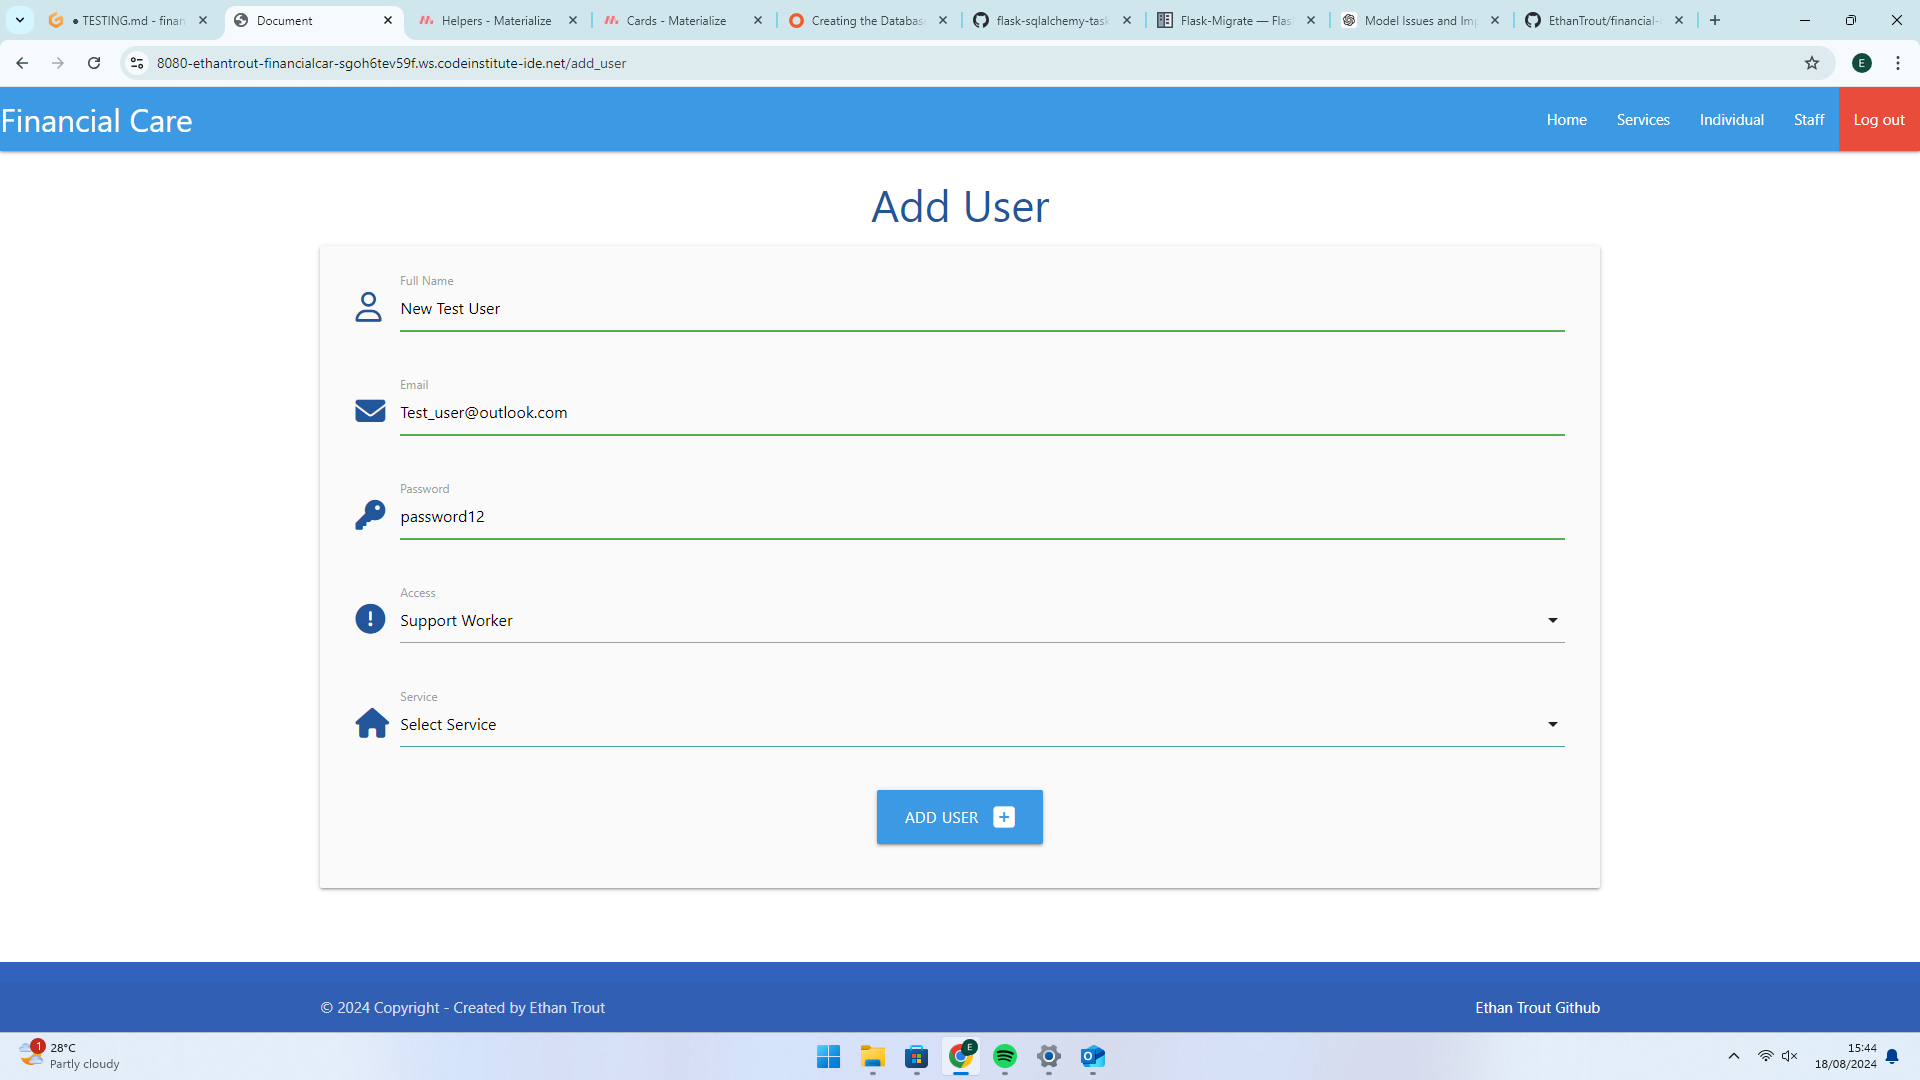 ● TESTING.md - finan
Document
Helpers - Materialize
Cards - Materialize
Creating the Database
flask-sqlalchemy-task
Flask-Migrate — Flas
Model Issues and Imp
EthanTrout/financial-
8080-ethantrout-financialcar-sgoh6tev59f.ws.codeinstitute-ide.net/add_user
E
Financial Care
Home
Services
Individual
Staff
Log out
Add User
Full Name
New Test User
Email
Test_user@outlook.com
Password
password12
Access
Support Worker
Service
Select Service
ADD USER
© 2024 Copyright - Created by Ethan Trout
Ethan Trout Github
1
28°C
Partly cloudy
E
15:44
18/08/2024